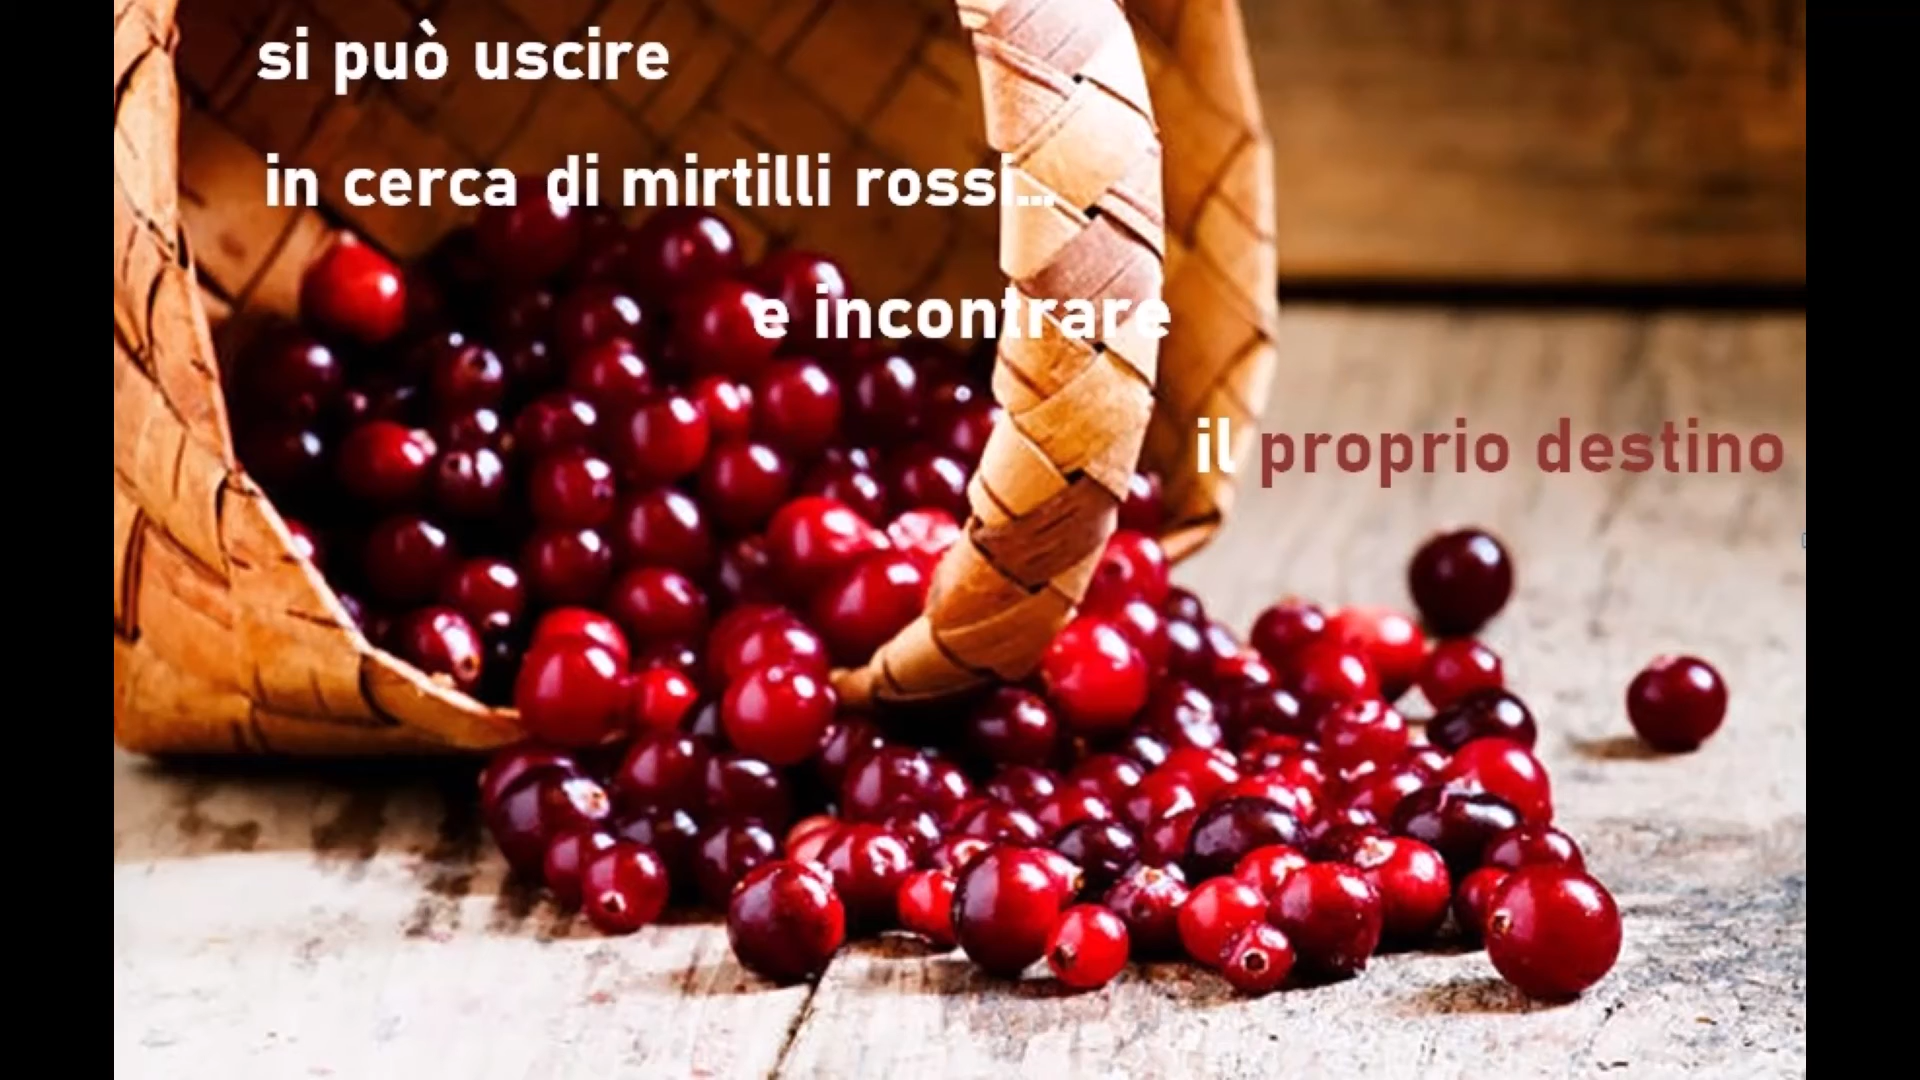 si può uscire
in cerca di mirtilli rossi...
e incontrare
il proprio destino